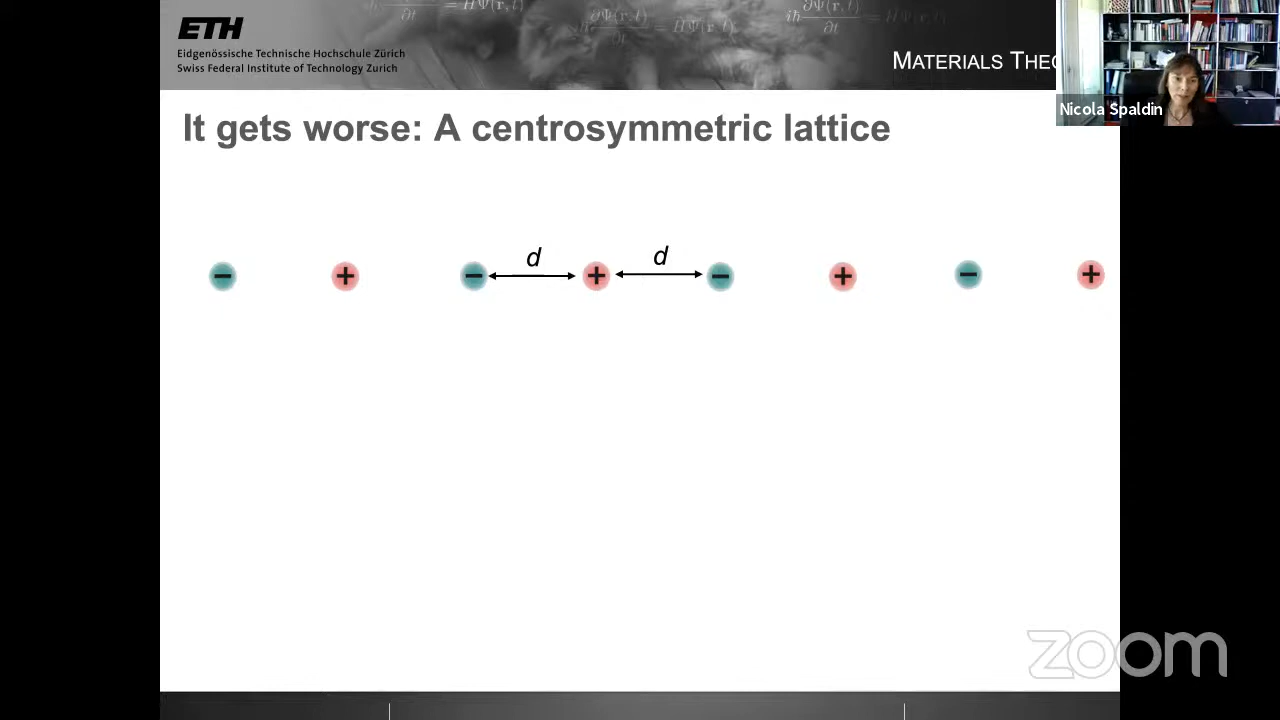 ETH
Eidgenössische Technische Hochschule Zürich
Swiss Federal Institute of Technology Zurich
MATERIALS
Nicola Spaldin
It gets worse: A centrosymmetric lattice
d d
− + − + − + − +
zoom